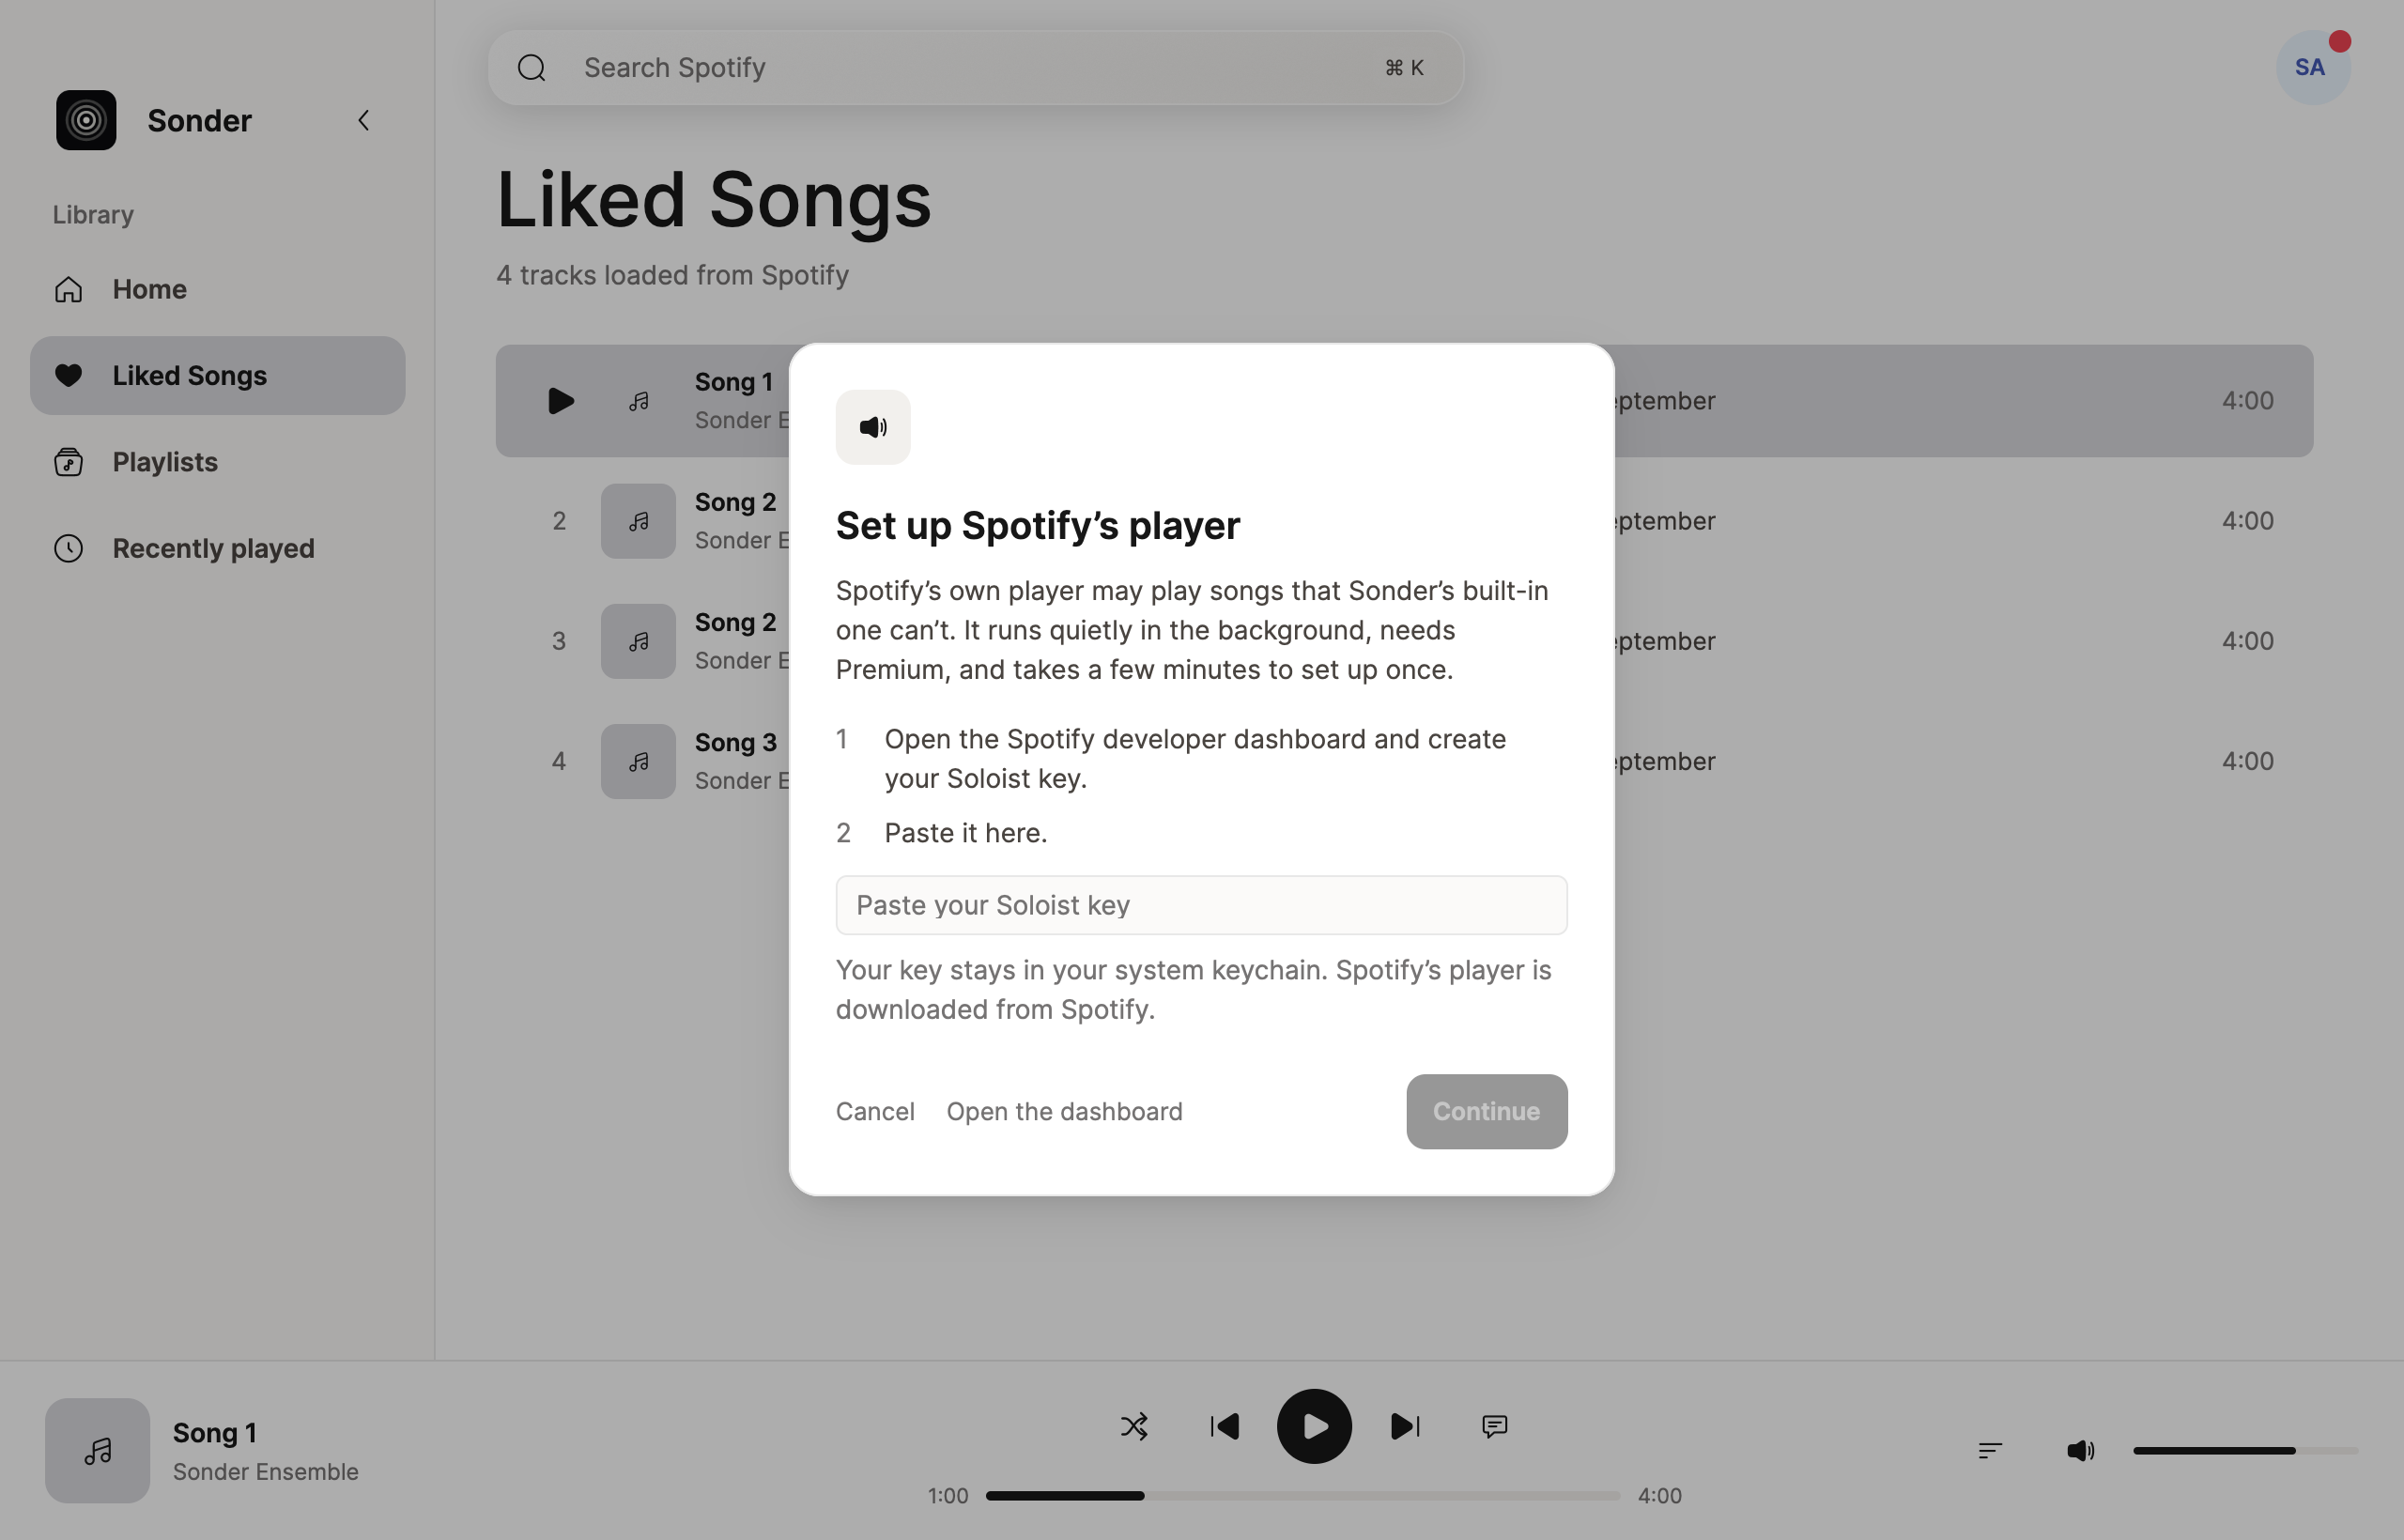 Search Spotify
⌘ K
SA
Sonder
Library
Home
Liked Songs
Playlists
Recently played
Liked Songs
4 tracks loaded from Spotify
Song 1
Sonder E
eptember
4:00
2
Song 2
Sonder E
eptember
4:00
3
Song 2
Sonder E
eptember
4:00
4
Song 3
Sonder E
eptember
4:00
Set up Spotify’s player
Spotify’s own player may play songs that Sonder’s built-in
one can’t. It runs quietly in the background, needs
Premium, and takes a few minutes to set up once.
1 Open the Spotify developer dashboard and create
your Soloist key.
2 Paste it here.
Paste your Soloist key
Your key stays in your system keychain. Spotify’s player is
downloaded from Spotify.
Cancel
Open the dashboard
Continue
Song 1
Sonder Ensemble
1:00
4:00